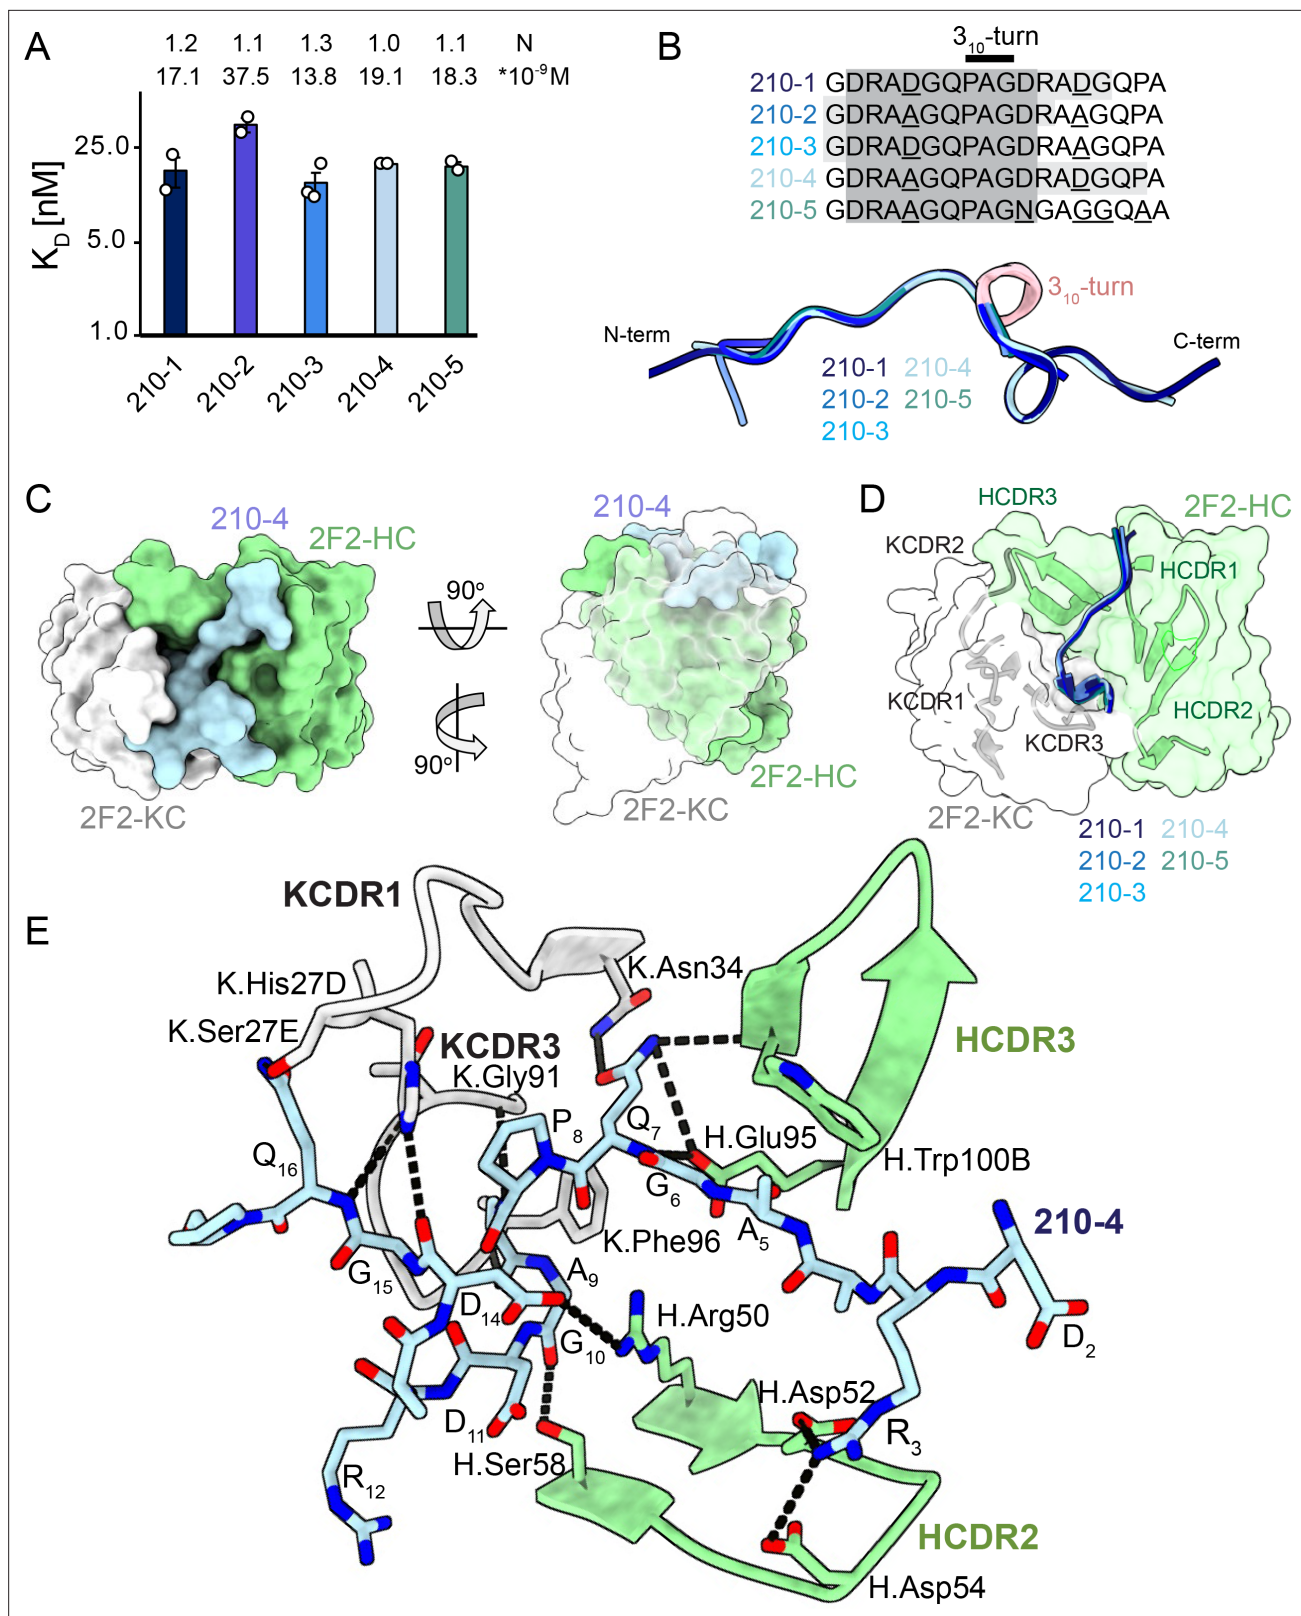 A
1.2 1.1 1.3 1.0 1.1 N
17.1 37.5 13.8 19.1 18.3 *10-9M
KD [nM]
25.0
5.0
1.0
210-1 210-2 210-3 210-4 210-5
B
310-turn
210-1 GDRADGQPAGDRADGQPA
210-2 GDRAAGQPAGDRAAGQPA
210-3 GDRADGQPAGDRAAGQPA
210-4 GDRAAGQPAGDRADGQPA
210-5 GDRAAGQPAGNGAGGQAA
310-turn
N-term
C-term
210-1 210-4
210-2 210-5
210-3
C
210-4
2F2-HC
2F2-KC
90o
90o
210-4
2F2-HC
2F2-KC
D
HCDR3
2F2-HC
KCDR2
HCDR1
KCDR1
HCDR2
KCDR3
2F2-KC
210-1 210-4
210-2 210-5
210-3
E
KCDR1
K.His27D
K.Asn34
K.Ser27E
KCDR3
HCDR3
K.Gly91
P8
Q7
H.Glu95
Q16
G6
H.Trp100B
A5
210-4
K.Phe96
G15
A9
D14
H.Arg50
G10
D2
H.Asp52
D11
R3
H.Ser58
R12
HCDR2
H.Asp54